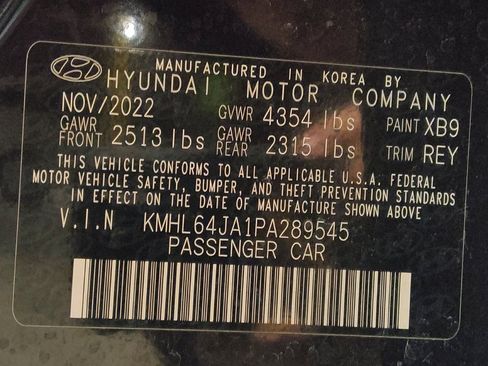 MANUFACTURED IN KOREA BY
HYUNDAI MOTOR COMPANY
NOV/2022 GVWR 4354 lbs PAINT XB9
GAWR FRONT 2513 lbs GAWR REAR 2315 lbs TRIM REY
THIS VEHICLE CONFORMS TO ALL APPLICABLE U.S.A. FEDERAL
MOTOR VEHICLE SAFETY, BUMPER, AND THEFT PREVENTION STANDARDS
IN EFFECT ON THE DATE OF MANUFACTURE SHOWN ABOVE
V.I.N KMHL64JA1PA289545
PASSENGER CAR